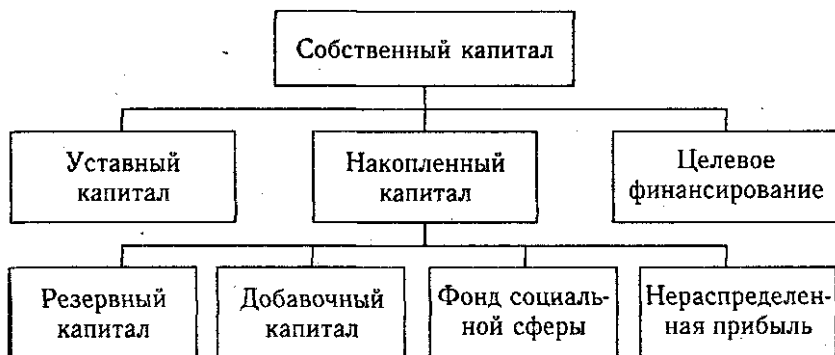 Собственный капитал
Уставный
капитал
Накопленный
капитал
Целевое
финансирование
Резервный
капитал
Добавочный
капитал
Фонд социаль-
ной сферы
Нераспределен-
ная прибыль